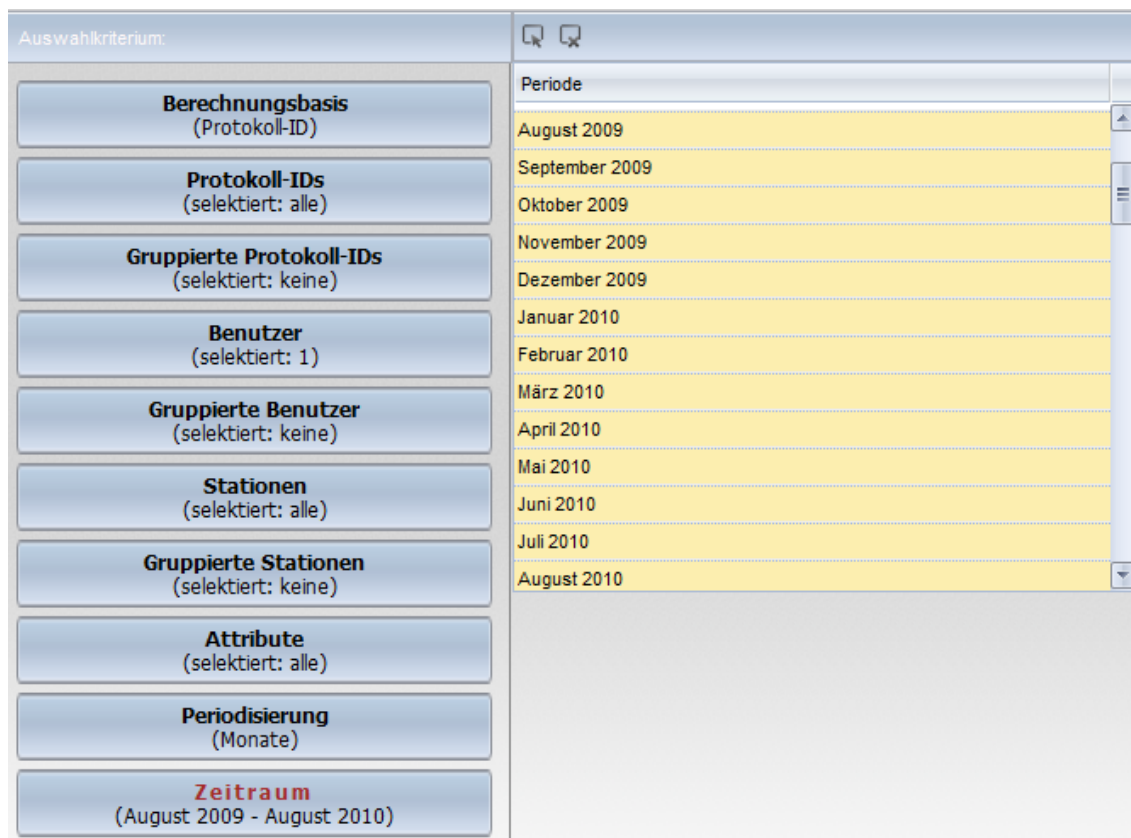 Auswahlkriterium:
Berechnungsbasis
(Protokoll-ID)
Protokoll-IDs
(selektiert: alle)
Gruppierte Protokoll-IDs
(selektiert: keine)
Benutzer
(selektiert: 1)
Gruppierte Benutzer
(selektiert: keine)
Stationen
(selektiert: alle)
Gruppierte Stationen
(selektiert: keine)
Attribute
(selektiert: alle)
Periodisierung
(Monate)
Zeitraum
(August 2009 - August 2010)
Periode
August 2009
September 2009
Oktober 2009
November 2009
Dezember 2009
Januar 2010
Februar 2010
März 2010
April 2010
Mai 2010
Juni 2010
Juli 2010
August 2010